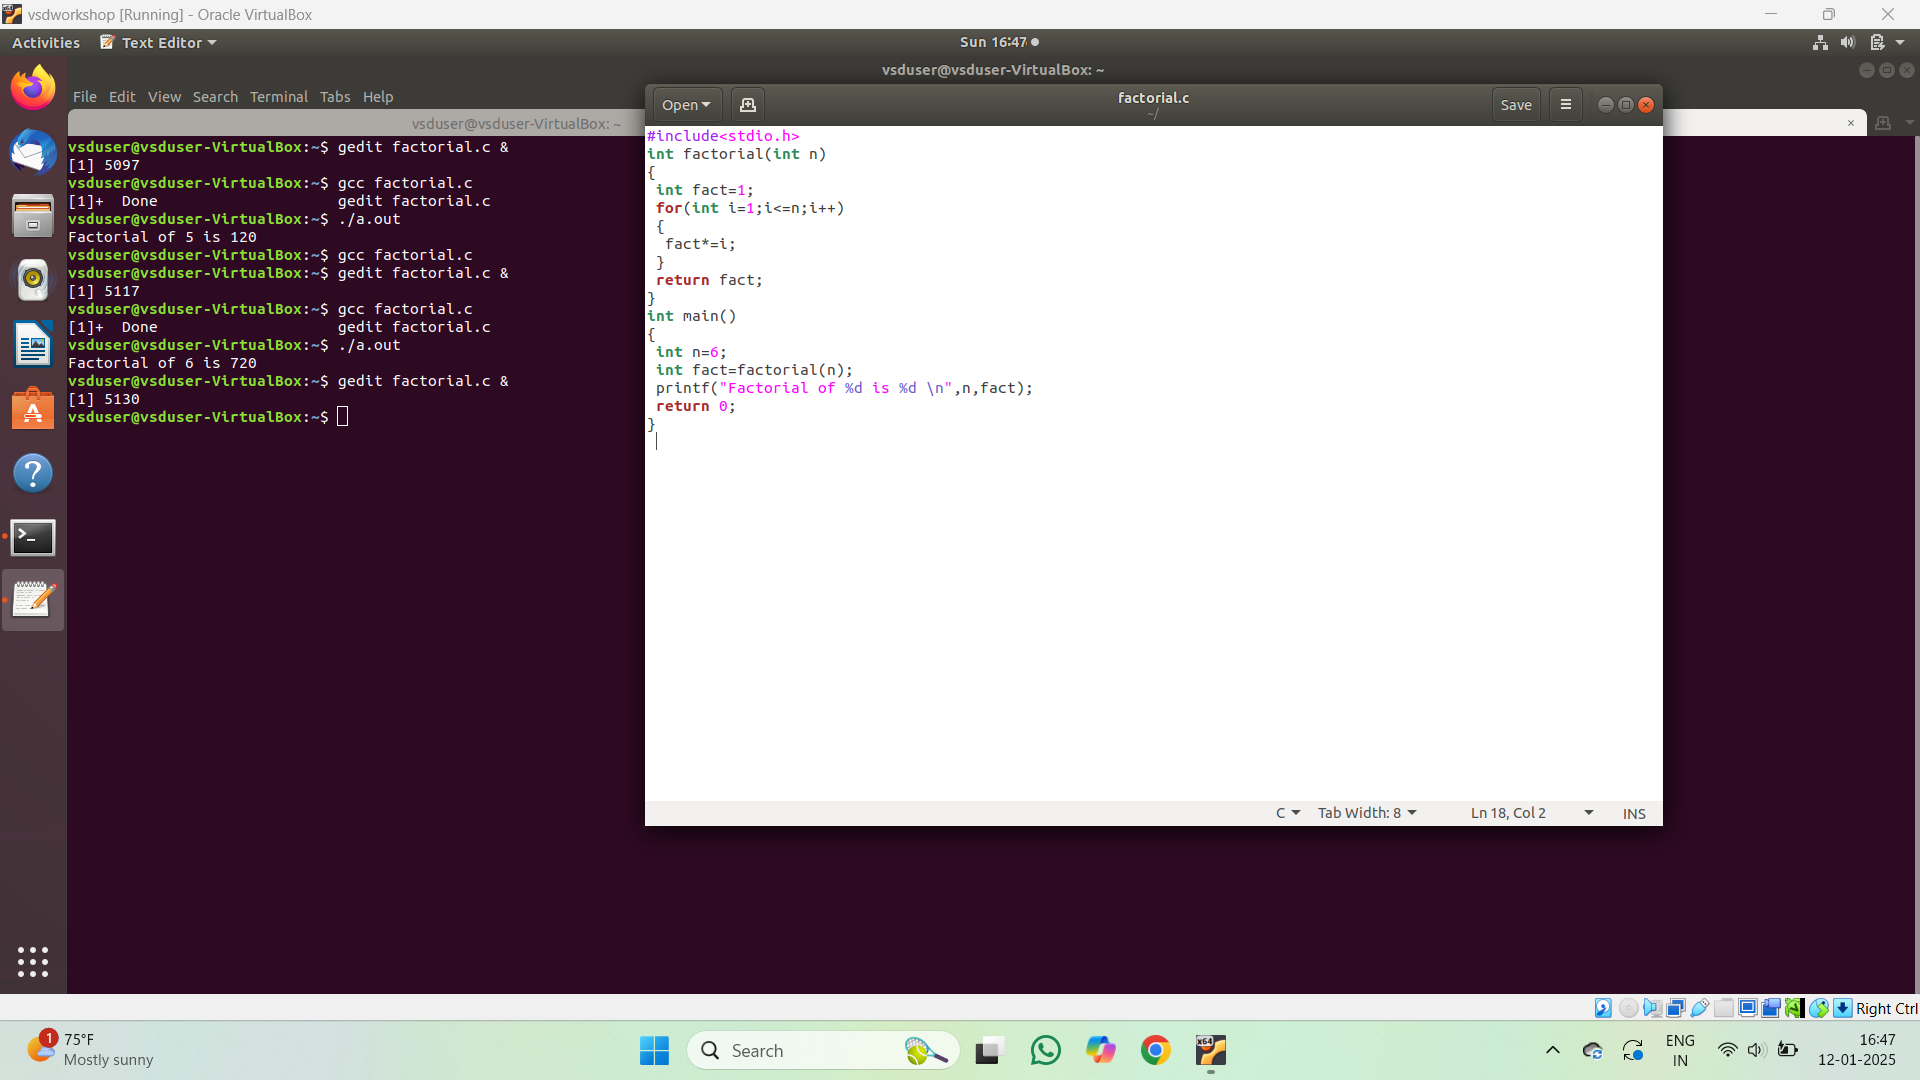 vsdworkshop [Running] - Oracle VirtualBox
Activities Text Editor Sun 16:47
vsduser@vsduser-VirtualBox: ~
File Edit View Search Terminal Tabs Help
vsduser@vsduser-VirtualBox: ~
vsduser@vsduser-VirtualBox:~$ gedit factorial.c &
[1] 5097
vsduser@vsduser-VirtualBox:~$ gcc factorial.c
[1]+  Done                    gedit factorial.c
vsduser@vsduser-VirtualBox:~$ ./a.out
Factorial of 5 is 120
vsduser@vsduser-VirtualBox:~$ gcc factorial.c
vsduser@vsduser-VirtualBox:~$ gedit factorial.c &
[1] 5117
vsduser@vsduser-VirtualBox:~$ gcc factorial.c
[1]+  Done                    gedit factorial.c
vsduser@vsduser-VirtualBox:~$ ./a.out
Factorial of 6 is 720
vsduser@vsduser-VirtualBox:~$ gedit factorial.c &
[1] 5130
vsduser@vsduser-VirtualBox:~$
Open factorial.c Save
~/
#include<stdio.h>
int factorial(int n)
{
 int fact=1;
 for(int i=1;i<=n;i++)
 {
  fact*=i;
 }
 return fact;
}
int main()
{
 int n=6;
 int fact=factorial(n);
 printf("Factorial of %d is %d \n",n,fact);
 return 0;
}
C Tab Width: 8 Ln 18, Col 2 INS
Right Ctrl
1
75°F
Mostly sunny
Search
x64
ENG
IN
16:47
12-01-2025